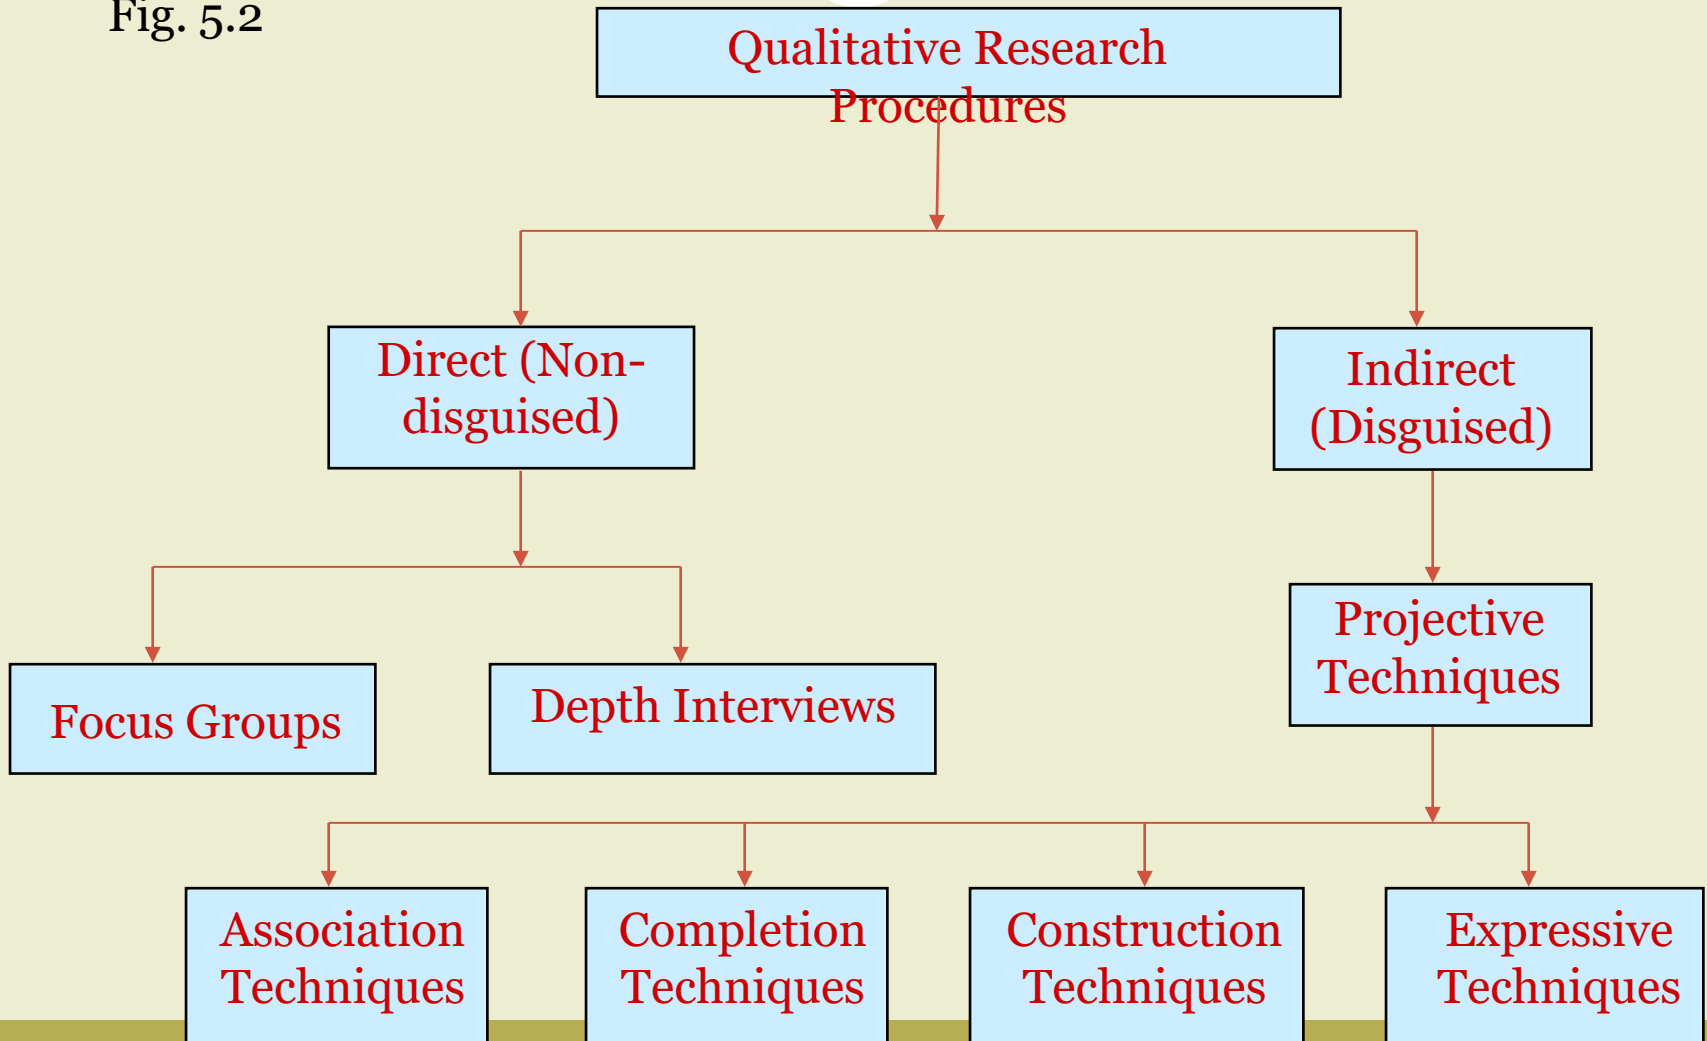 Fig. 5.2
Qualitative Research
Procedures
Direct (Non-
disguised)
Indirect
(Disguised)
Projective
Techniques
Focus Groups
Depth Interviews
Association
Techniques
Completion
Techniques
Construction
Techniques
Expressive
Techniques